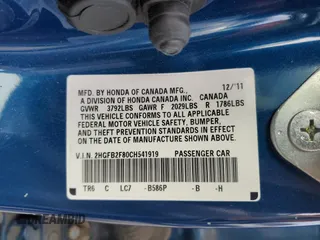 MFD. BY HONDA OF CANADA MFG., 12/'11
A DIVISION OF HONDA CANADA INC. CANADA
GVWR 3792LBS GAWR F 2029LBS R 1786LBS
THIS VEHICLE CONFORMS TO ALL APPLICABLE
FEDERAL MOTOR VEHICLE SAFETY, BUMPER,
AND THEFT PREVENTION STANDARDS IN
EFFECT ON THE DATE OF MANUFACTURE
SHOWN ABOVE.
V.I.N. 2HGFB2F80CH541919 PASSENGER CAR
TR6 C LC7 -B586P -B -H